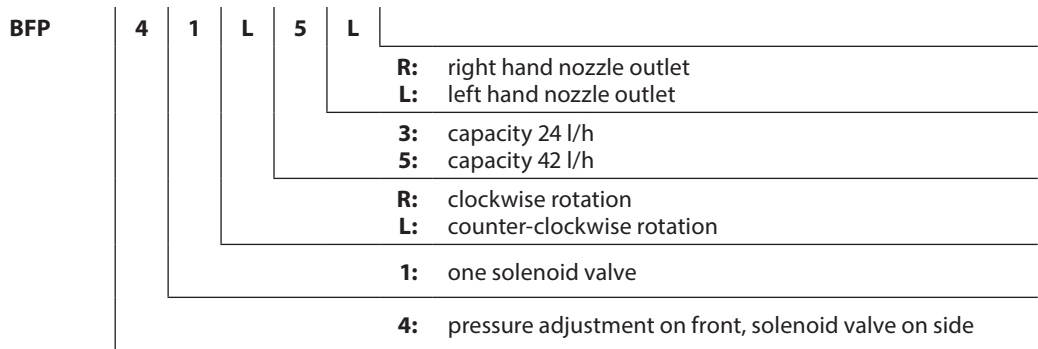 BFP 4 1 L 5 L
R: right hand nozzle outlet
L: left hand nozzle outlet
3: capacity 24 l/h
5: capacity 42 l/h
R: clockwise rotation
L: counter-clockwise rotation
1: one solenoid valve
4: pressure adjustment on front, solenoid valve on side